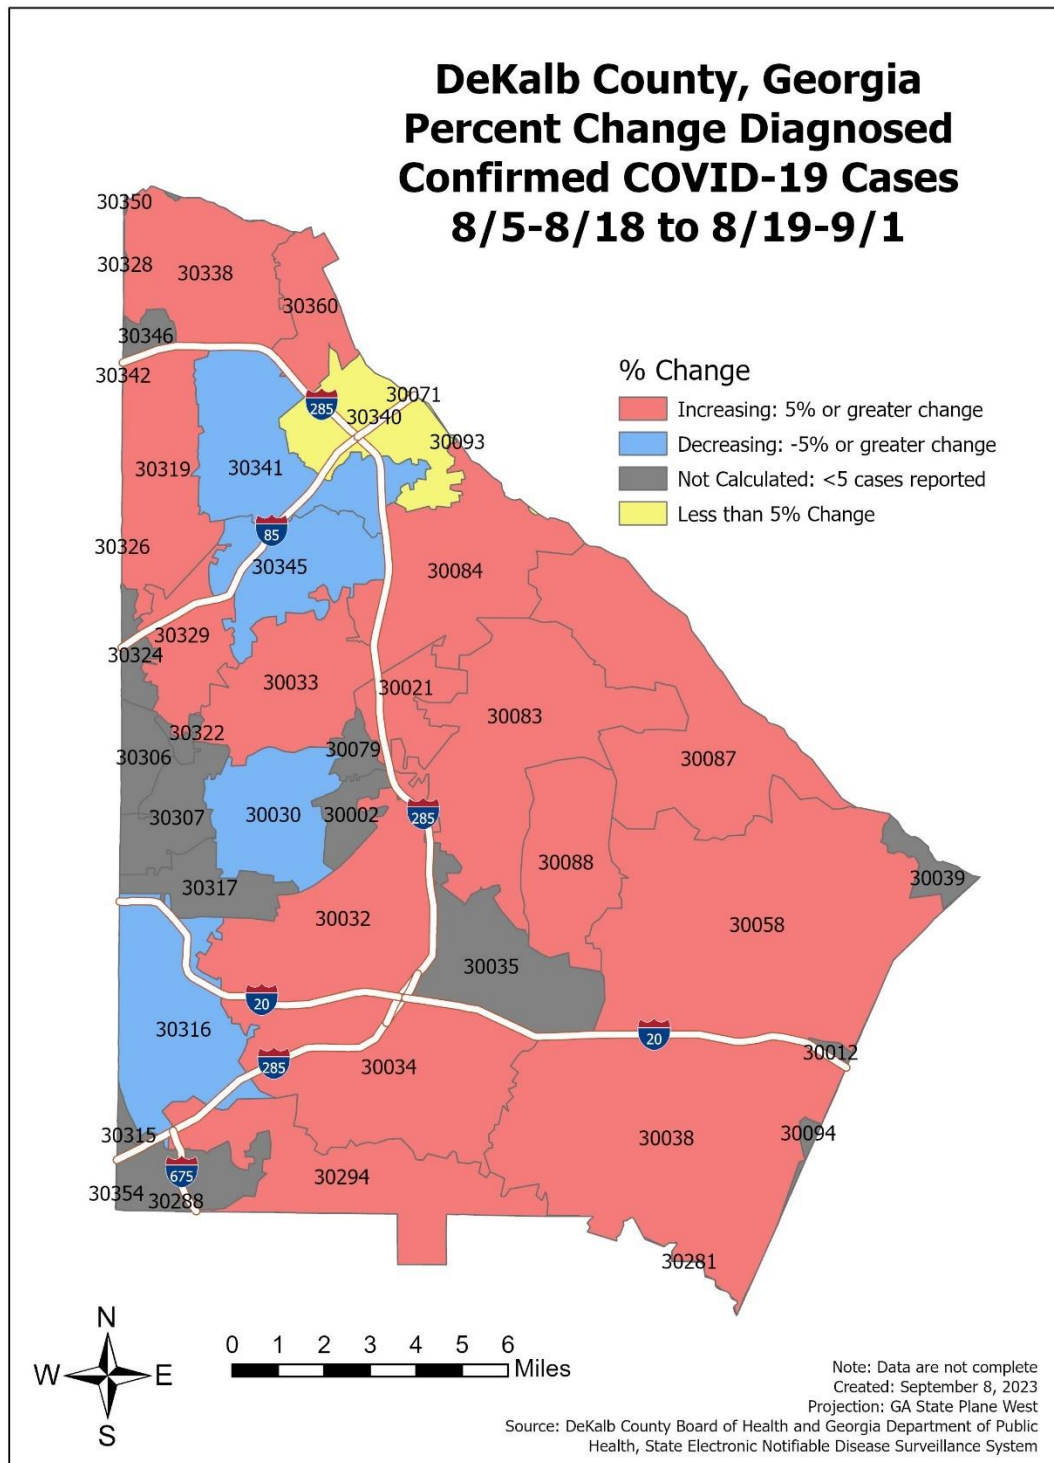 DeKalb County, Georgia
Percent Change Diagnosed
Confirmed COVID-19 Cases
8/5-8/18 to 8/19-9/1
30350
30328
30338
30360
30346
30342
% Change
Increasing: 5% or greater change
Decreasing: -5% or greater change
Not Calculated: <5 cases reported
Less than 5% Change
285
30071
30340
30093
30319
30341
85
30326
30345
30084
30329
30324
30033
30021
30083
30322
30079
30306
30087
30307
30030
30002
285
30088
30317
30039
30032
30058
30035
20
30316
20
30012
285
30034
30315
30038
30094
675
30294
30354
30288
30281
N
W
E
S
0 1 2 3 4 5 6
Miles
Note: Data are not complete
Created: September 8, 2023
Projection: GA State Plane West
Source: DeKalb County Board of Health and Georgia Department of Public
Health, State Electronic Notifiable Disease Surveillance System